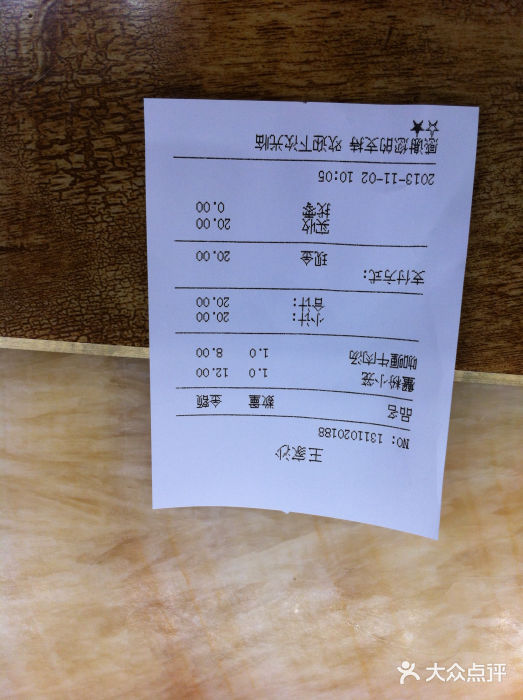 王家沙
NO: 1311020188
品名 数量 金额
蟹粉小笼 1.0 12.00
咖喱牛肉汤 1.0 8.00
小计: 20.00
合计: 20.00
支付方式:
现金 20.00
实收 20.00
找零 0.00
2013-11-02 10:05
感谢您的支持 欢迎下次光临
☆★
大众点评